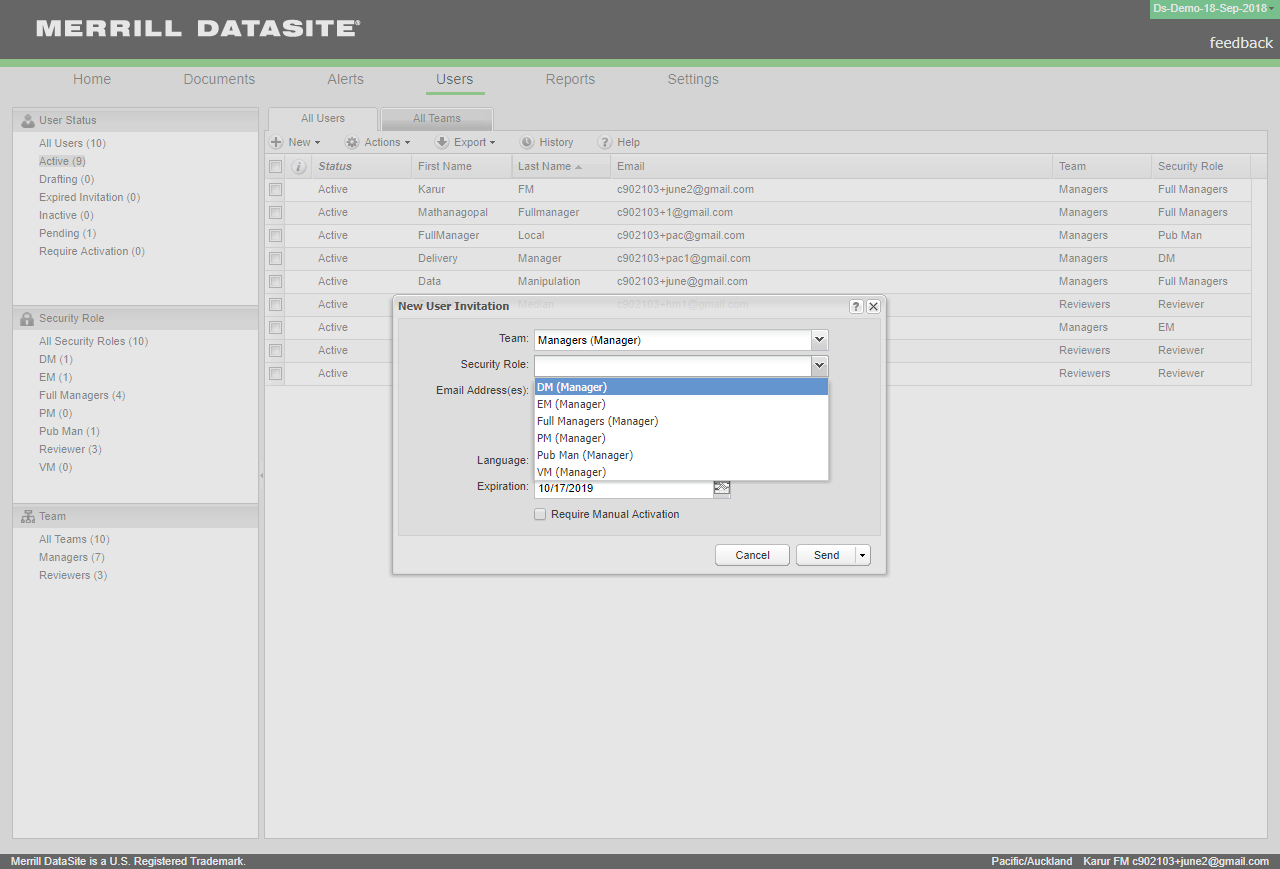 MERRILL DATASITE®
Ds-Demo-18-Sep-2018
feedback
Home Documents Alerts Users Reports Settings
User Status
All Users (10)
Active (9)
Drafting (0)
Expired Invitation (0)
Inactive (0)
Pending (1)
Require Activation (0)
Security Role
All Security Roles (10)
DM (1)
EM (1)
Full Managers (4)
PM (0)
Pub Man (1)
Reviewer (3)
VM (0)
Team
All Teams (10)
Managers (7)
Reviewers (3)
All Users All Teams
New Actions Export History Help
Status First Name Last Name Email Team Security Role
Active Karur FM c902103+june2@gmail.com Managers Full Managers
Active Mathanagopal Fullmanager c902103+1@gmail.com Managers Full Managers
Active FullManager Local c902103+pac@gmail.com Managers Pub Man
Active Delivery Manager c902103+pac1@gmail.com Managers DM
Active Data Manipulation c902103+june@gmail.com Managers Full Managers
Active Median c902103+hm1@gmail.com Reviewers Reviewer
Active Managers EM
Active Reviewers Reviewer
Active Reviewers Reviewer
New User Invitation ?
Team: Managers (Manager)
Security Role:
Email Address(es):
DM (Manager)
EM (Manager)
Full Managers (Manager)
PM (Manager)
Pub Man (Manager)
VM (Manager)
Language:
Expiration: 10/17/2019
Require Manual Activation
Cancel Send
Merrill DataSite is a U.S. Registered Trademark. Pacific/Auckland Karur FM c902103+june2@gmail.com